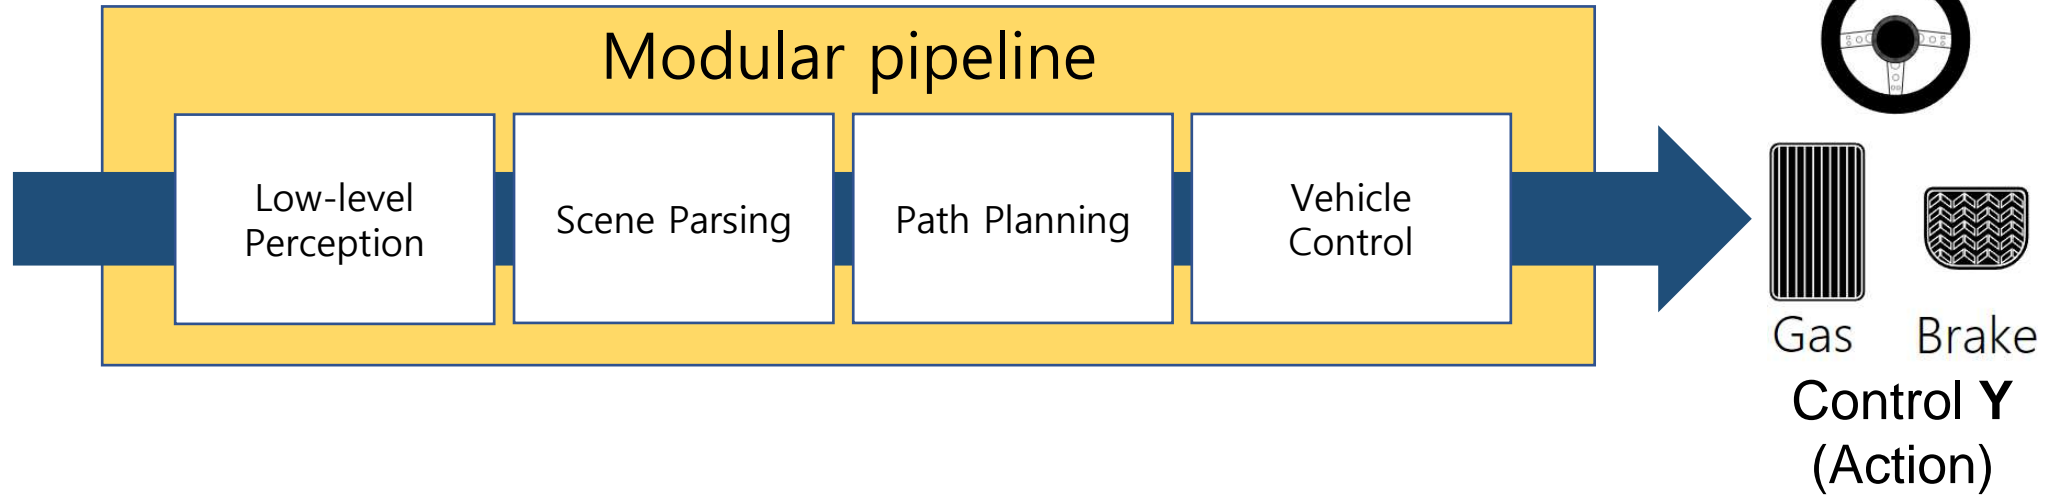 Modular pipeline
Low-level
Perception
Scene Parsing
Path Planning
Vehicle
Control
Gas
Brake
Control Y
(Action)